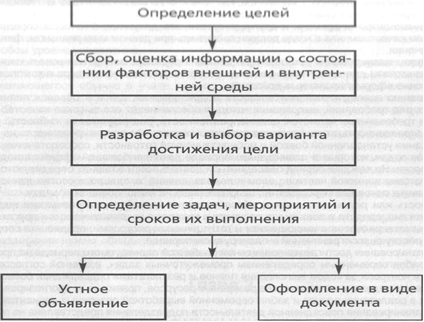 Определение целей
Сбор, оценка информации о состоя-
нии факторов внешней и внутрен-
ней среды
Разработка и выбор варианта
достижения цели
Определение задач, мероприятий и
сроков их выполнения
Устное
объявление
Оформление в виде
документа